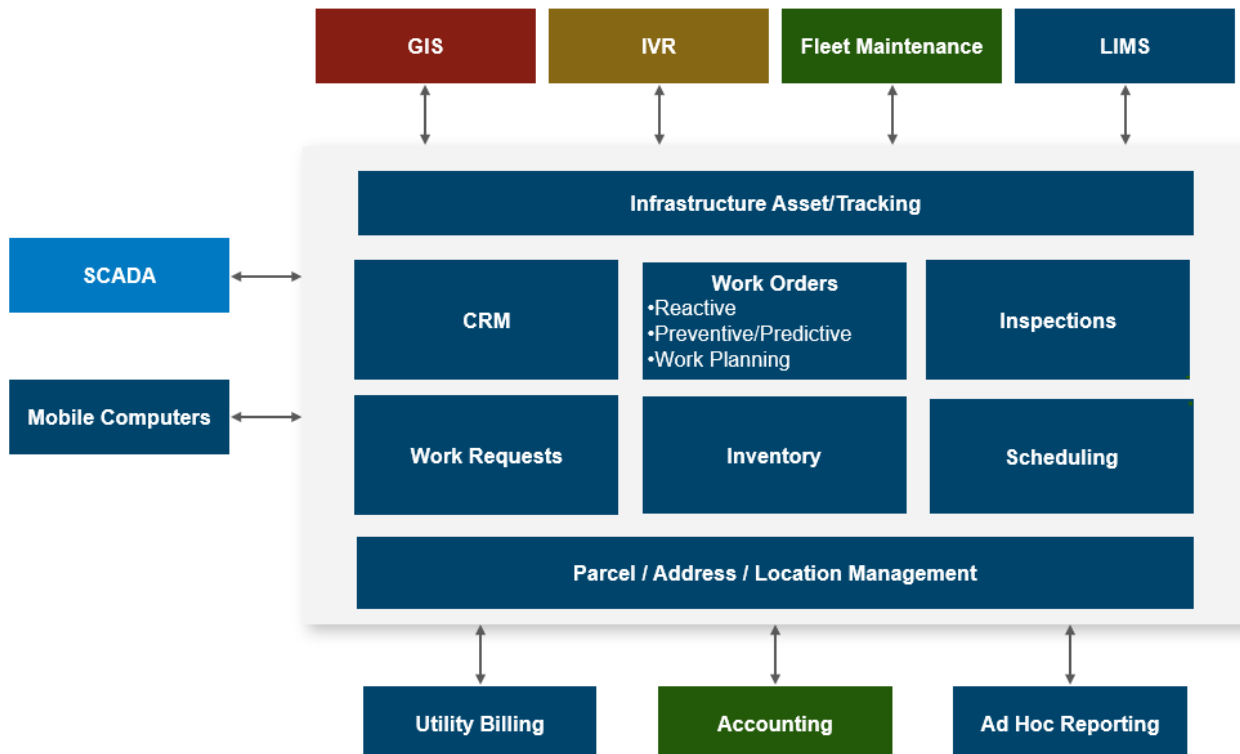 GIS
IVR
Fleet Maintenance
LIMS
Infrastructure Asset/Tracking
SCADA
CRM
Work Orders
•Reactive
•Preventive/Predictive
•Work Planning
Inspections
Mobile Computers
Work Requests
Inventory
Scheduling
Parcel / Address / Location Management
Utility Billing
Accounting
Ad Hoc Reporting